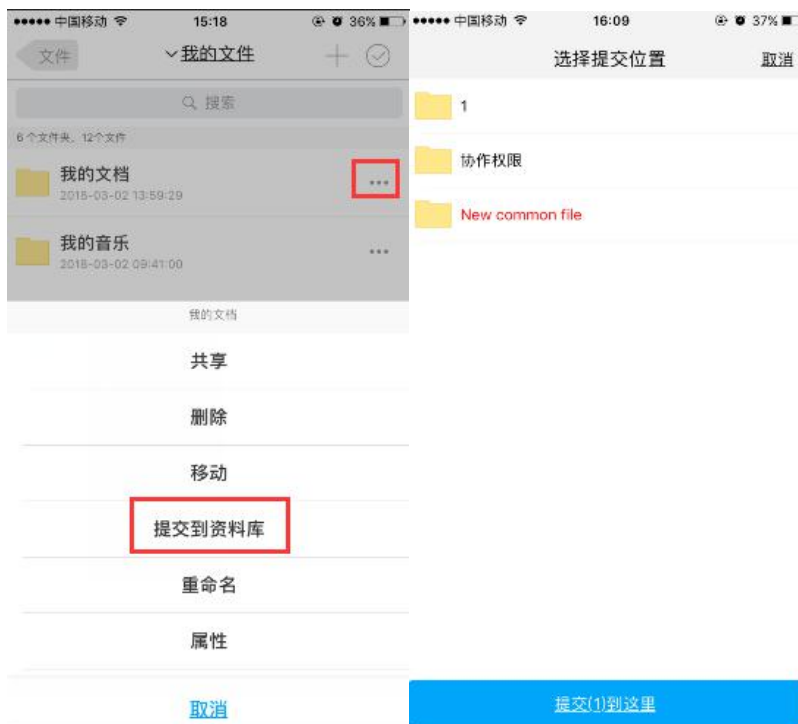 中国移动 15:18 36%
文件 我的文件
搜索
6个文件夹，12个文件
我的文档
2018-03-02 13:59:29
我的音乐
2018-03-02 09:41:00
我的文档
共享
删除
移动
提交到资料库
重命名
属性
取消
中国移动 16:09 37%
选择提交位置 取消
1
协作权限
New common file
提交(1)到这里